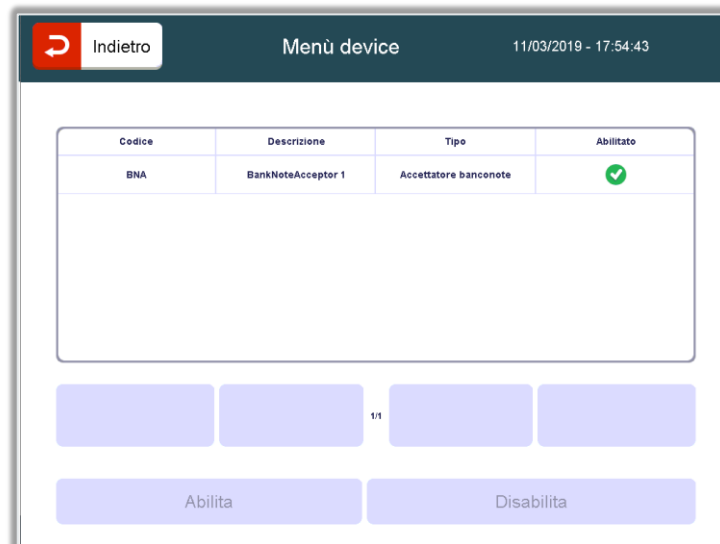 Indietro Menù device 11/03/2019 - 17:54:43
Codice Descrizione Tipo Abilitato
BNA BankNoteAcceptor 1 Accettatore banconote
1/1
Abilita Disabilita